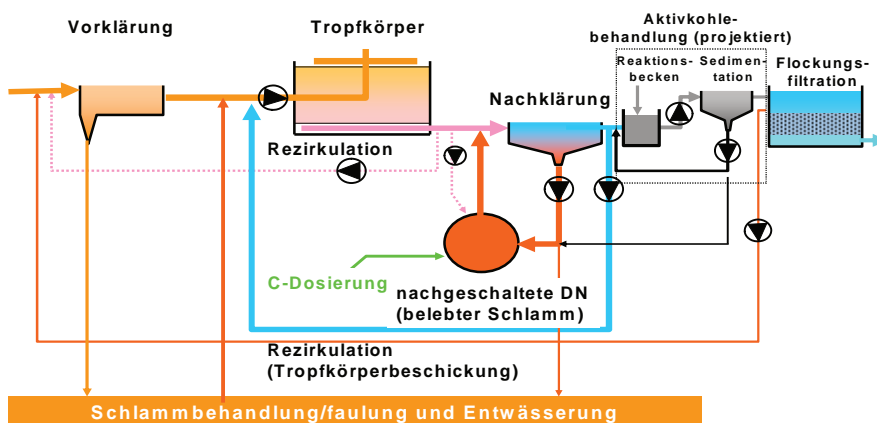 Vorklärung
Tropfkörper
Aktivkohle-
behandlung (projektiert)
Reaktions-
becken
Sedimen-
tation
Flockungs-
filtration
Nachklärung
Rezirkulation
C-Dosierung
nachgeschaltete DN
(belebter Schlamm)
Rezirkulation
(Tropfkörperbeschickung)
Schlammbehandlung/faulung und Entwässerung